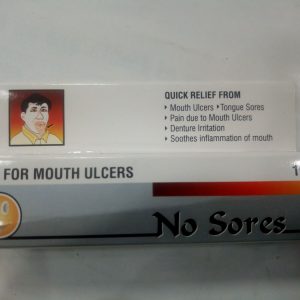 QUICK RELIEF FROM
‣ Mouth Ulcers ‣ Tongue Sores
‣ Pain due to Mouth Ulcers
‣ Denture Irritation
‣ Soothes inflammation of mouth
FOR MOUTH ULCERS
No Sores